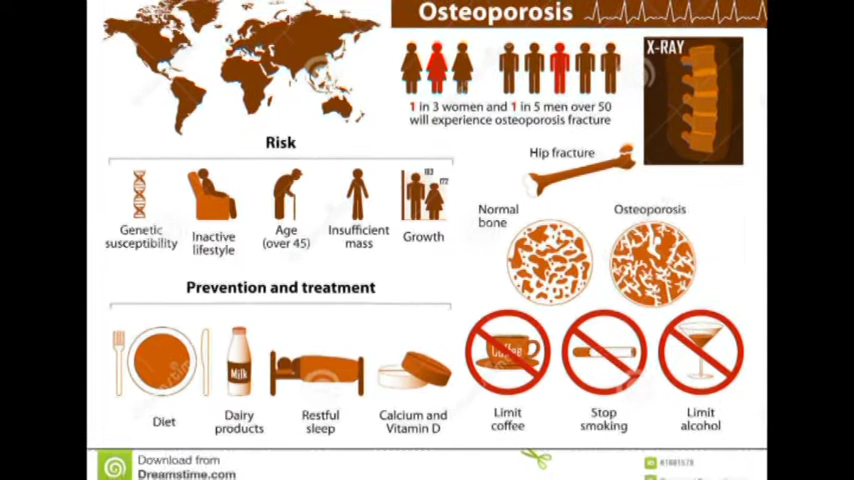 Osteoporosis
X-RAY
1 in 3 women and 1 in 5 men over 50
will experience osteoporosis fracture
Risk
Hip fracture
183
172
Genetic
susceptibility
Inactive
lifestyle
Age
(over 45)
Insufficient
mass
Growth
Normal
bone
Osteoporosis
Prevention and treatment
Milk
Coffee
Diet
Dairy
products
Restful
sleep
Calcium and
Vitamin D
Limit
coffee
Stop
smoking
Limit
alcohol
Download from
Dreamstime.com